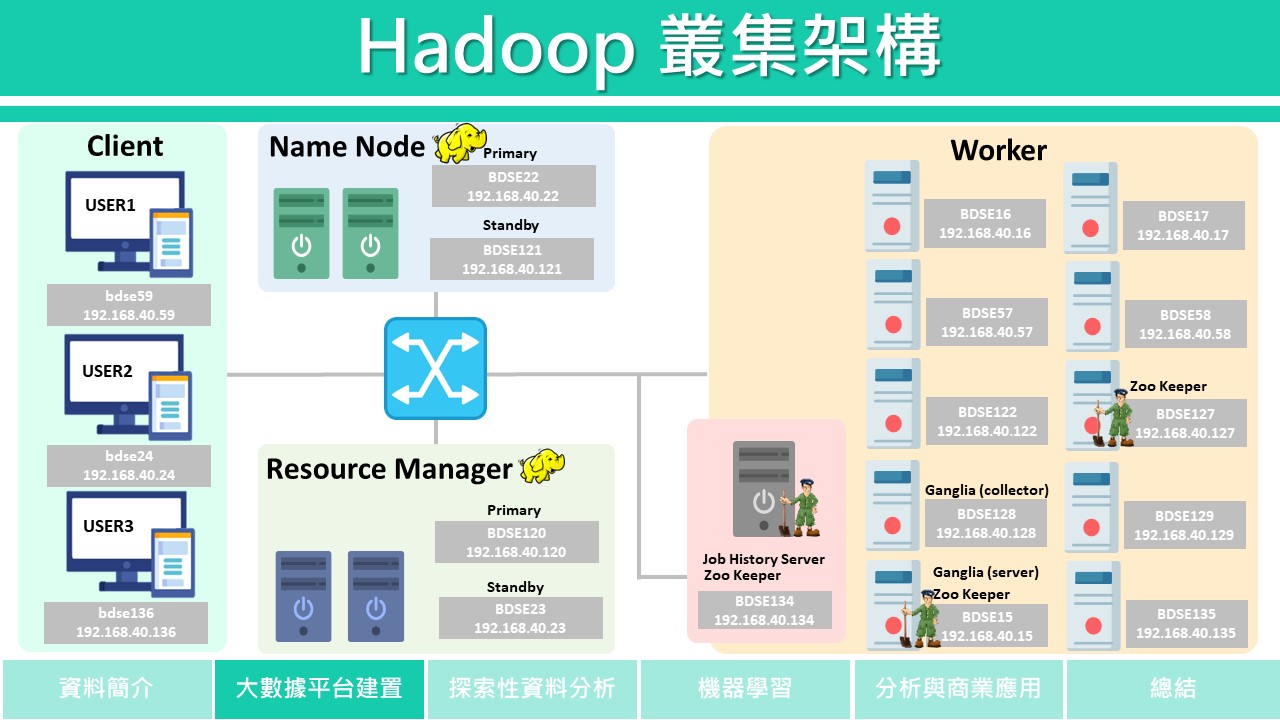 Hadoop 叢集架構
Client
USER1
bdse59
192.168.40.59
USER2
bdse24
192.168.40.24
USER3
bdse136
192.168.40.136
Name Node
Primary
BDSE22
192.168.40.22
Standby
BDSE121
192.168.40.121
Resource Manager
Primary
BDSE120
192.168.40.120
Standby
BDSE23
192.168.40.23
Job History Server
Zoo Keeper
BDSE134
192.168.40.134
Worker
BDSE16
192.168.40.16
BDSE17
192.168.40.17
BDSE57
192.168.40.57
BDSE58
192.168.40.58
BDSE122
192.168.40.122
Zoo Keeper
BDSE127
192.168.40.127
Ganglia (collector)
BDSE128
192.168.40.128
BDSE129
192.168.40.129
Ganglia (server)
Zoo Keeper
BDSE15
192.168.40.15
BDSE135
192.168.40.135
資料簡介
大數據平台建置
探索性資料分析
機器學習
分析與商業應用
總結